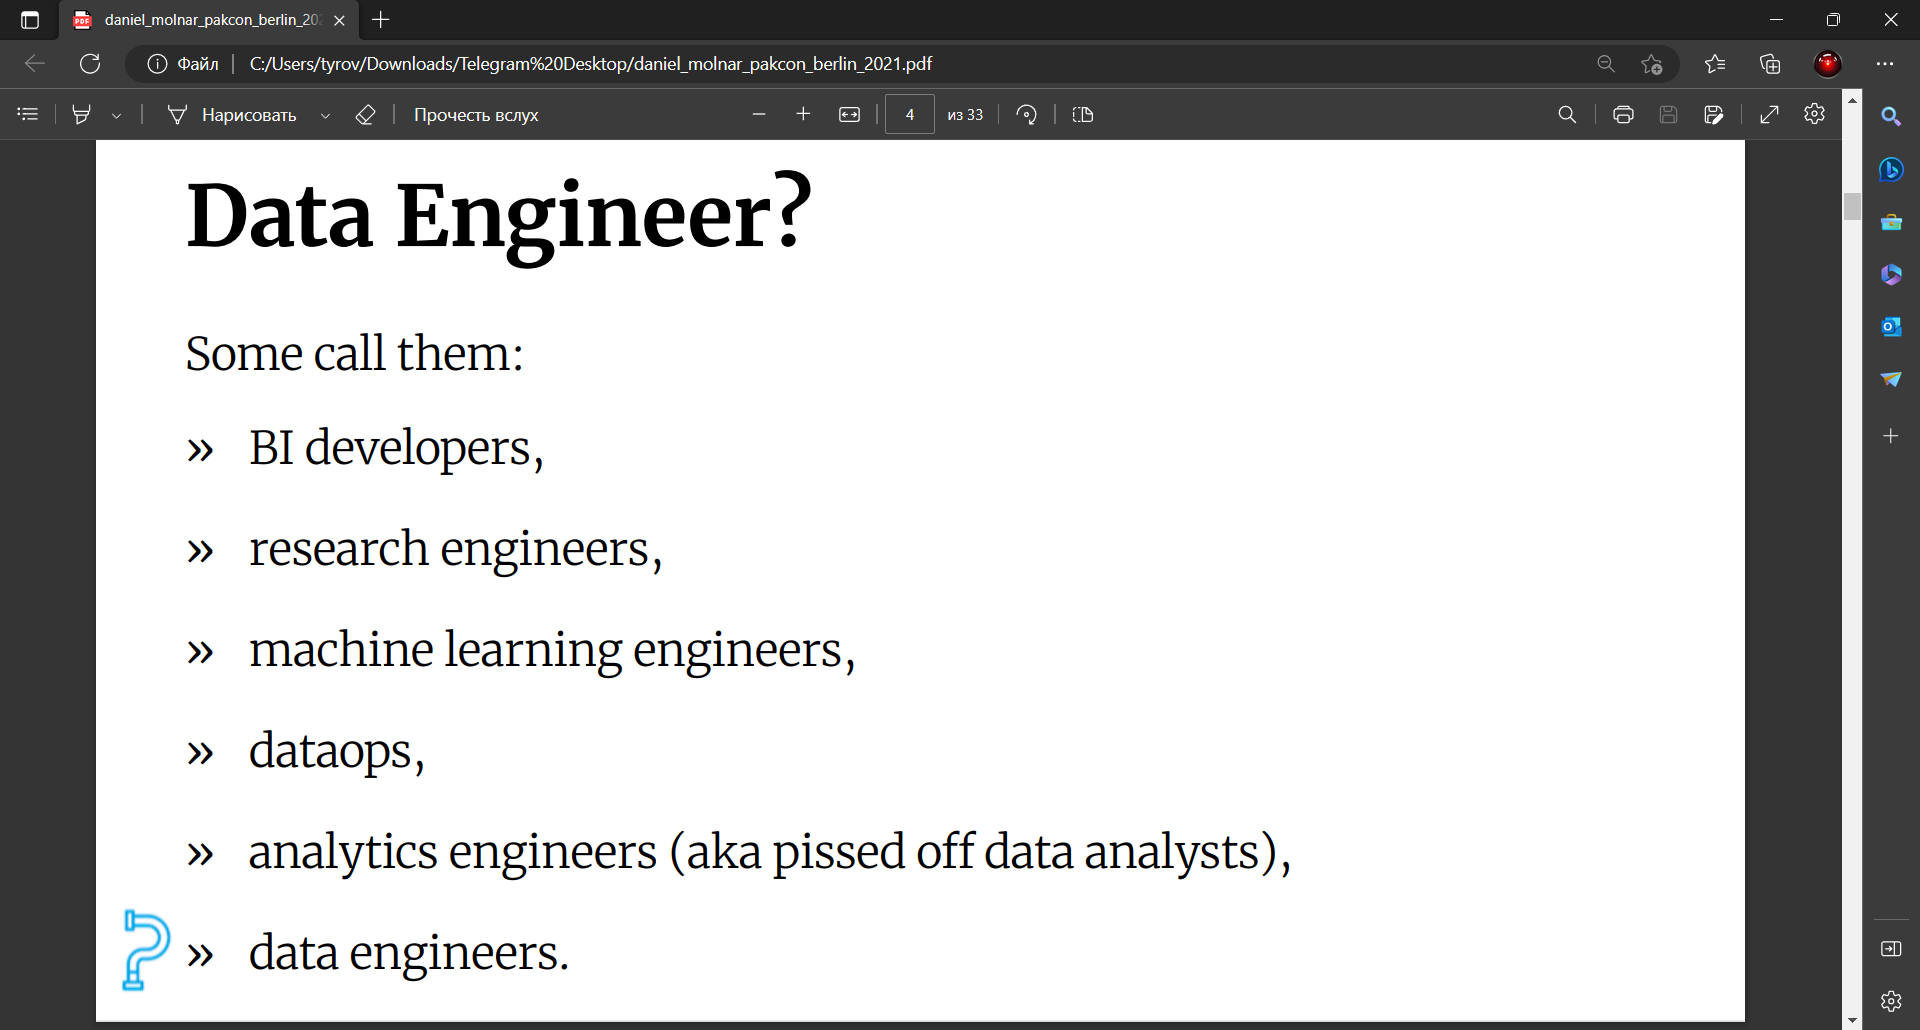 daniel_molnar_pakcon_berlin_202
Файл
C:/Users/tyrov/Downloads/Telegram%20Desktop/daniel_molnar_pakcon_berlin_2021.pdf
Нарисовать
Прочесть вслух
4 из 33
Data Engineer?
Some call them:
» BI developers,
» research engineers,
» machine learning engineers,
» dataops,
» analytics engineers (aka pissed off data analysts),
» data engineers.